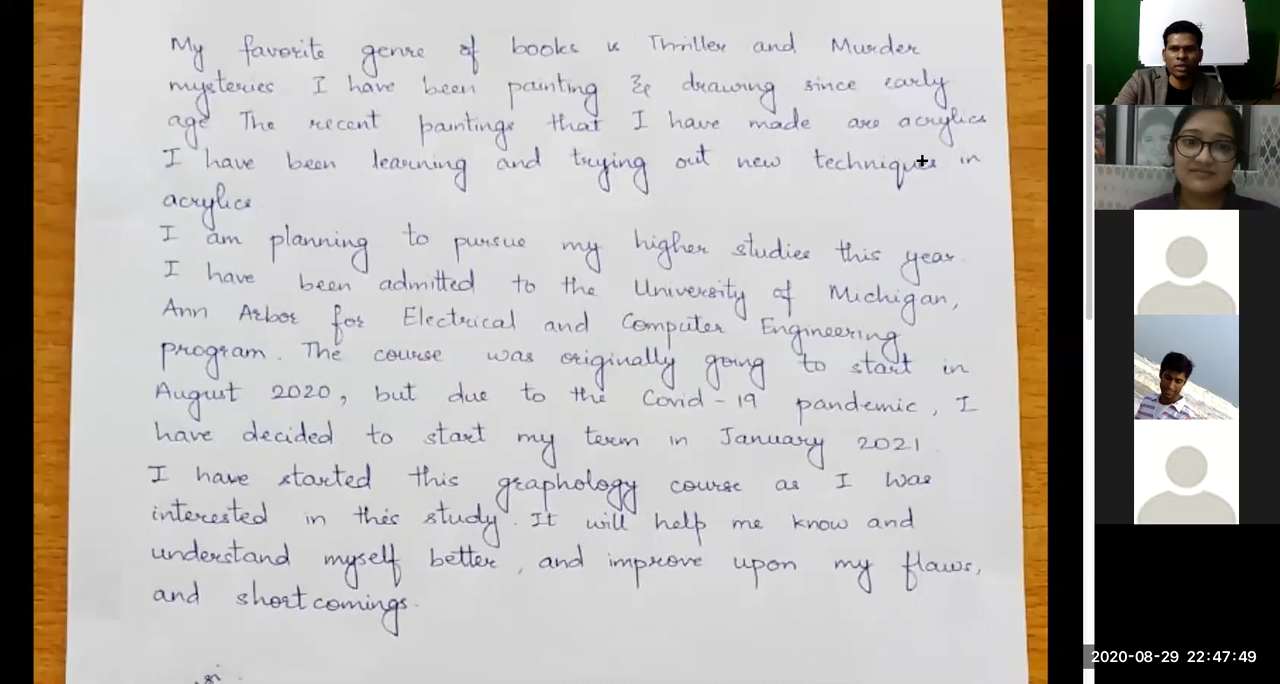 My favorite genre of books is Thriller and Murder
mysteries I have been painting & drawing since early
age The recent paintings that I have made are acrylics
I have been learning and trying out new techniques in
acrylics
I am planning to pursue my higher studies this year.
I have been admitted to the University of Michigan,
Ann Arbor for Electrical and Computer Engineering
program. The course was originally going to start in
August 2020, but due to the Covid-19 pandemic, I
have decided to start my term in January 2021
I have started this graphology course as I was
interested in this study. It will help me know and
understand myself better, and improve upon my flaws,
and shortcomings.
2020-08-29 22:47:49